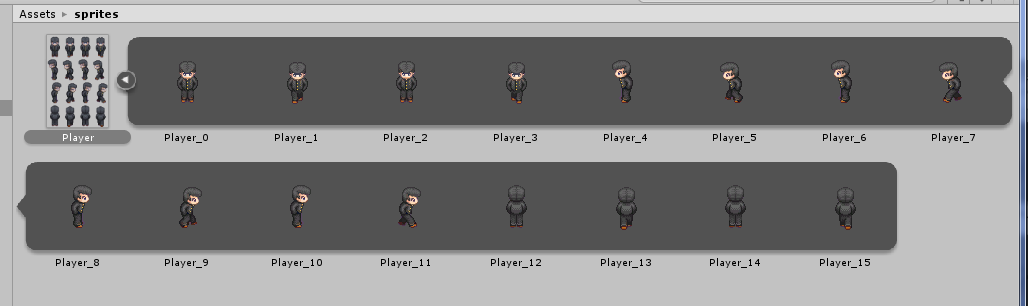 Assets ▸ sprites
Player Player_0 Player_1 Player_2 Player_3 Player_4 Player_5 Player_6 Player_7
Player_8 Player_9 Player_10 Player_11 Player_12 Player_13 Player_14 Player_15